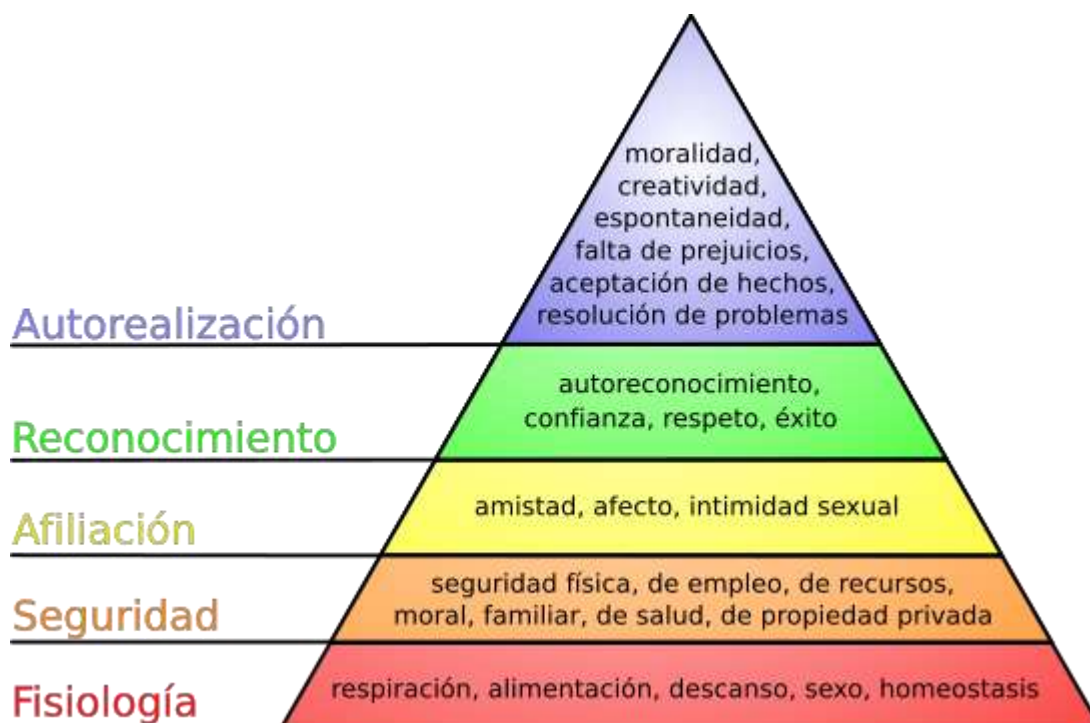 moralidad,
creatividad,
espontaneidad,
falta de prejuicios,
aceptación de hechos,
resolución de problemas
Autorealización
autoreconocimiento,
confianza, respeto, éxito
Reconocimiento
amistad, afecto, intimidad sexual
Afiliación
seguridad física, de empleo, de recursos,
moral, familiar, de salud, de propiedad privada
Seguridad
respiración, alimentación, descanso, sexo, homeostasis
Fisiología